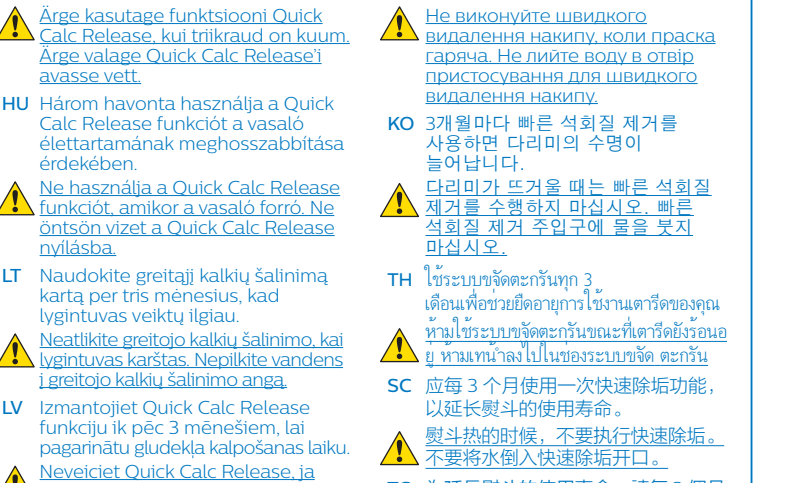 Ärge kasutage funktsiooni Quick
Calc Release, kui triikraud on kuum.
Ärge valage Quick Calc Release'i
avasse vett.
HU Három havonta használja a Quick
Calc Release funkciót a vasaló
élettartamának meghosszabbítása
érdekében.
Ne használja a Quick Calc Release
funkciót, amikor a vasaló forró. Ne
öntsön vizet a Quick Calc Release
nyílásba.
LT Naudokite greitąjį kalkių šalinimą
kartą per tris mėnesius, kad
lygintuvas veiktų ilgiau.
Neatlikite greitojo kalkių šalinimo, kai
lygintuvas karštas. Nepilkite vandens
į greitojo kalkių šalinimo angą.
LV Izmantojiet Quick Calc Release
funkciju ik pēc 3 mēnešiem, lai
pagarinātu gludekļa kalpošanas laiku.
Neveiciet Quick Calc Release, ja
Не виконуйте швидкого
видалення накипу, коли праска
гаряча. Не лийте воду в отвір
пристосування для швидкого
видалення накипу.
KO 3개월마다 빠른 석회질 제거를
사용하면 다리미의 수명이
늘어납니다.
다리미가 뜨거울 때는 빠른 석회질
제거를 수행하지 마십시오. 빠른
석회질 제거 주입구에 물을 붓지
마십시오.
TH ใช้ระบบขจัดตะกรันทุก 3
เดือนเพื่อช่วยยืดอายุการใช้งานเตารีดของคุณ
ห้ามใช้ระบบขจัดตะกรันขณะที่เตารีดยังร้อนอ
ยู่ ห้ามเทน้ำลงไปในช่องระบบขจัด ตะกรัน
SC 应每 3 个月使用一次快速除垢功能，
以延长熨斗的使用寿命。
熨斗热的时候，不要执行快速除垢。
不要将水倒入快速除垢开口。